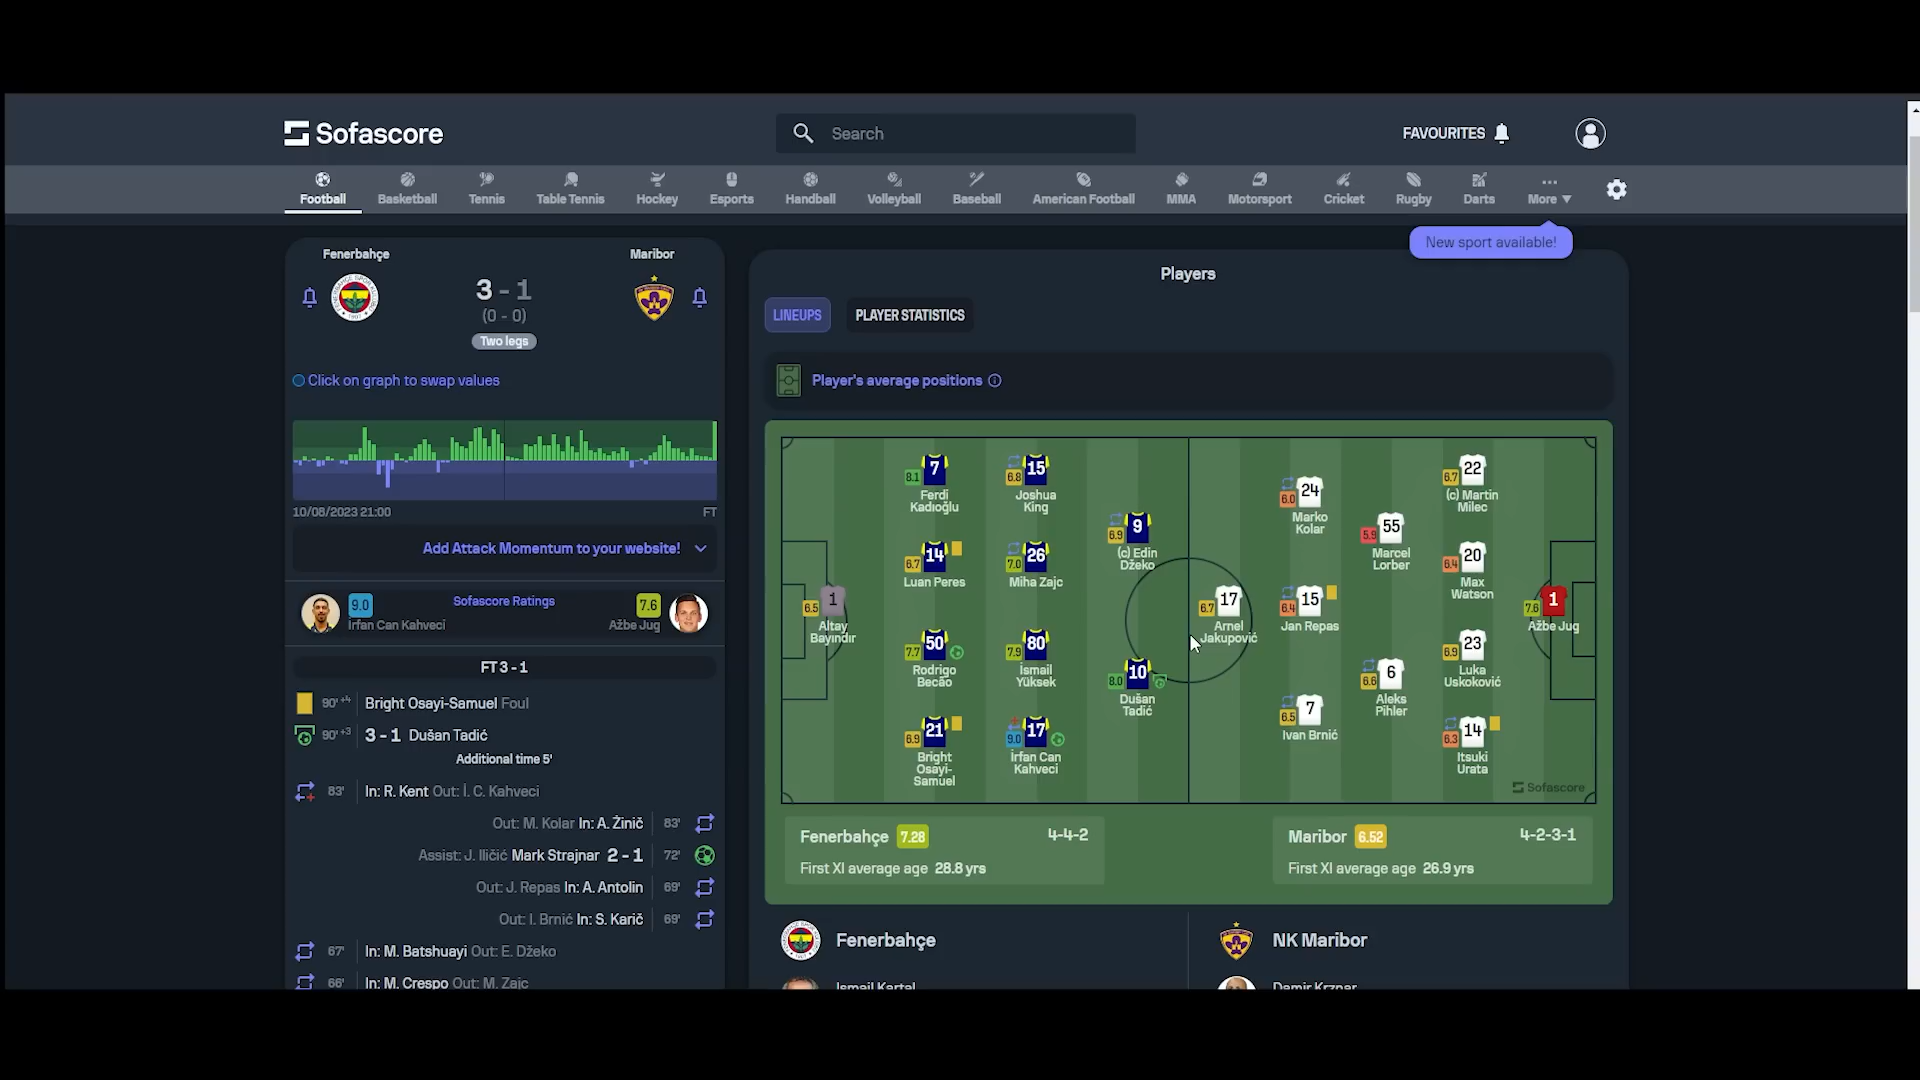 Sofascore
Search
FAVOURITES
Football
Basketball
Tennis
Table Tennis
Hockey
Esports
Handball
Volleyball
Baseball
American Football
MMA
Motorsport
Cricket
Rugby
Darts
More
New sport available!
Fenerbahçe
Maribor
3 - 1
(0 - 0)
Two legs
Click on graph to swap values
10/08/2023 21:00
FT
Add Attack Momentum to your website!
9.0
Sofascore Ratings
7.6
İrfan Can Kahveci
Ažbe Jug
FT 3 - 1
90' +4 Bright Osayi-Samuel Foul
90' +3 3 - 1 Dušan Tadić
Additional time 5'
83' In: R. Kent Out: İ. C. Kahveci
Out: M. Kolar In: A. Žinič 83'
Assist: J. Iličić Mark Strajnar 2 - 1 72'
Out: J. Repas In: A. Antolin 69'
Out: I. Brnić In: S. Karič 69'
67' In: M. Batshuayi Out: E. Džeko
66' In: M. Crespo Out: M. Zajc
Players
LINEUPS
PLAYER STATISTICS
Player's average positions
1
6.5
Altay
Bayındır
7
8.1
Ferdi
Kadıoğlu
14
6.7
Luan Peres
50
7.7
Rodrigo
Becão
21
6.9
Bright
Osayi-
Samuel
15
6.8
Joshua
King
26
7.0
Miha Zajc
80
7.9
İsmail
Yüksek
17
9.0
İrfan Can
Kahveci
9
6.9
(c) Edin
Džeko
10
8.0
Dušan
Tadić
17
6.7
Arnel
Jakupović
24
6.0
Marko
Kolar
15
6.4
Jan Repas
7
6.5
Ivan Brnić
55
5.9
Marcel
Lorber
6
6.6
Aleks
Pihler
22
6.7
(c) Martin
Milec
20
6.4
Max
Watson
23
6.9
Luka
Uskoković
14
6.3
Itsuki
Urata
1
7.6
Ažbe Jug
Sofascore
Fenerbahçe 7.28
4-4-2
First XI average age 28.8 yrs
Maribor 6.52
4-2-3-1
First XI average age 26.9 yrs
Fenerbahçe
NK Maribor
Ismail Kartal
Damir Krznar